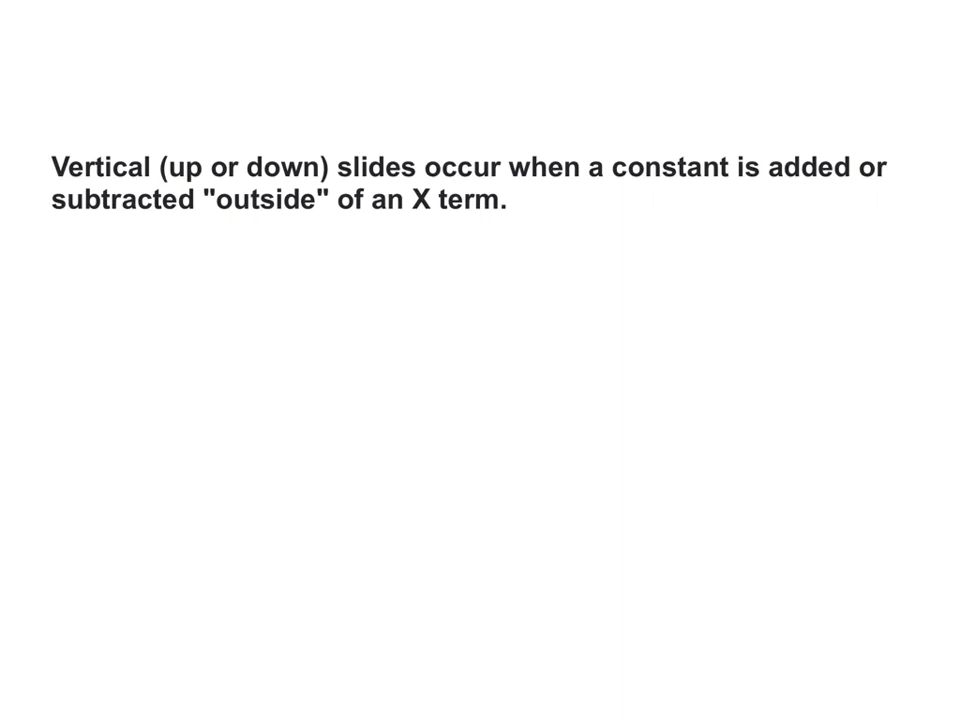 Vertical (up or down) slides occur when a constant is added or
subtracted "outside" of an X term.